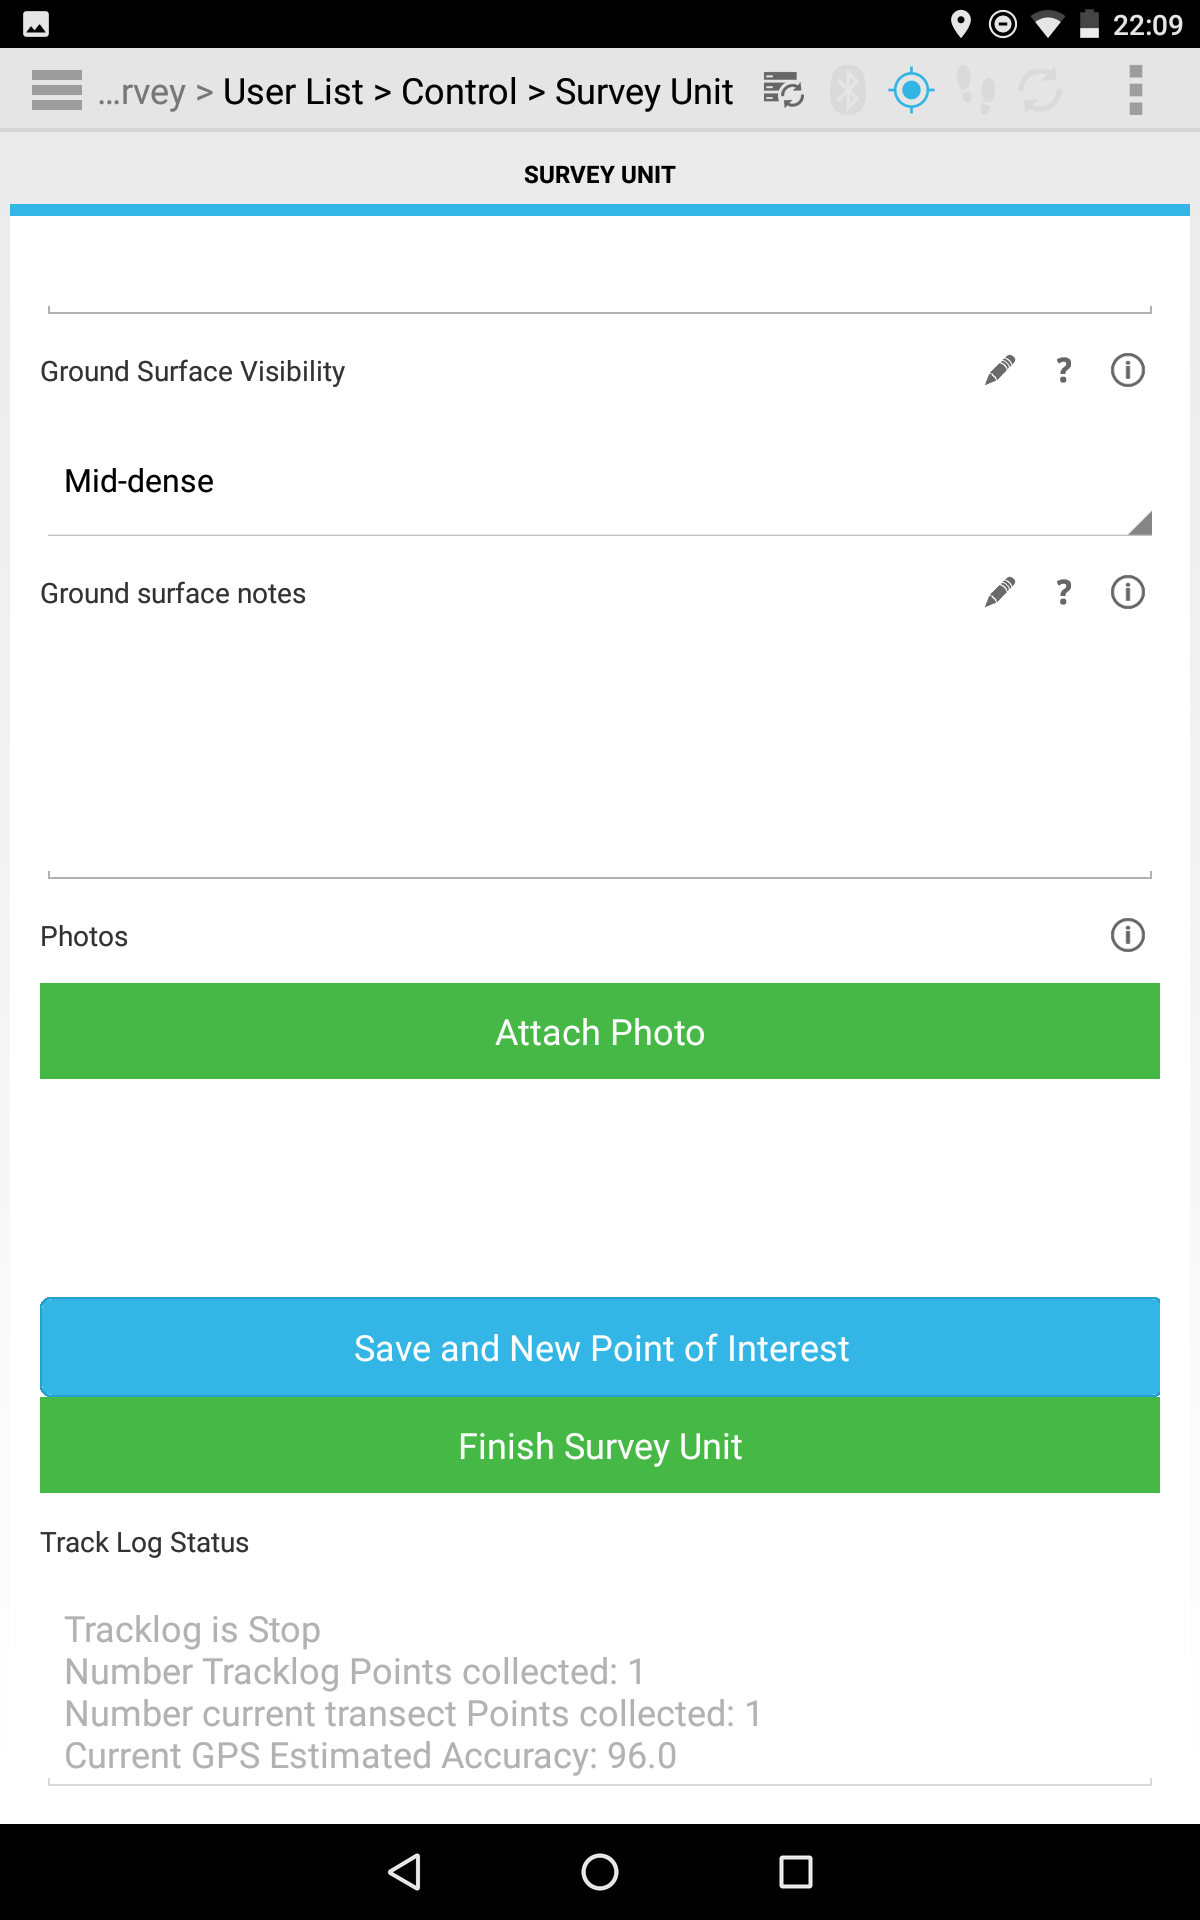 22:09
...rvey > User List > Control > Survey Unit
SURVEY UNIT
Ground Surface Visibility
?
Mid-dense
Ground surface notes
?
Photos
Attach Photo
Save and New Point of Interest
Finish Survey Unit
Track Log Status
Tracklog is Stop
Number Tracklog Points collected: 1
Number current transect Points collected: 1
Current GPS Estimated Accuracy: 96.0